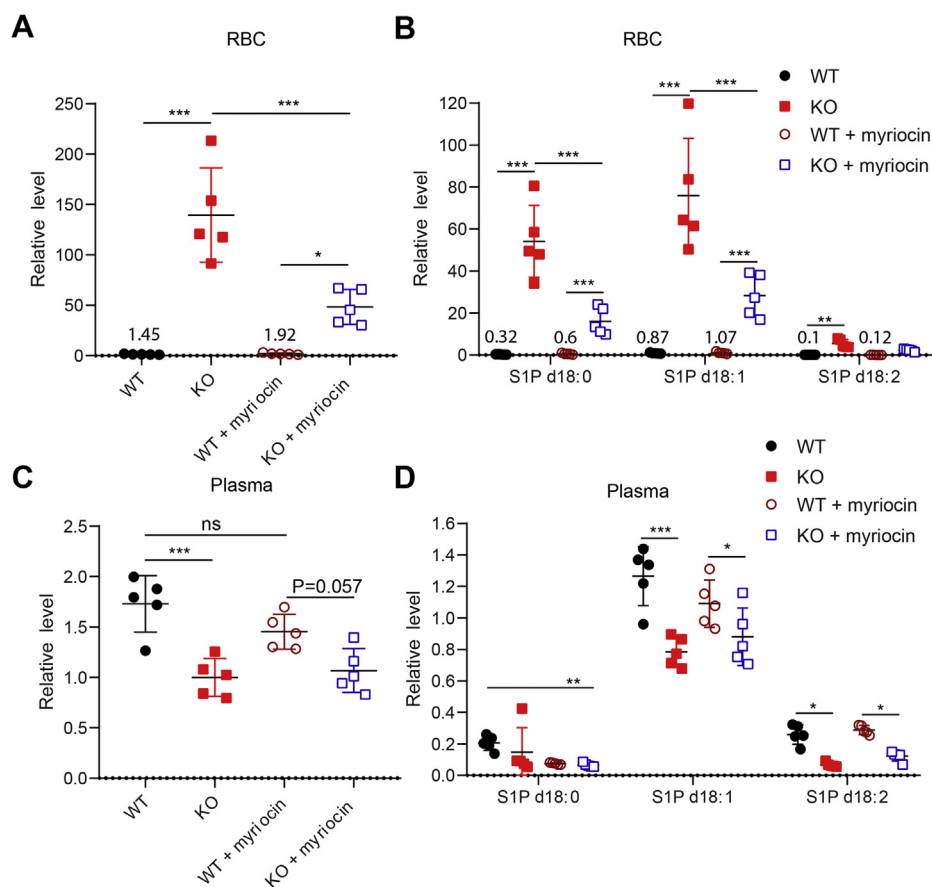 A
RBC
Relative level
250
200
150
100
50
0
***
***
*
1.45
1.92
WT
KO
WT + myriocin
KO + myriocin
B
RBC
Relative level
120
100
80
60
40
20
0
***
***
***
***
***
***
**
0.32
0.6
0.87
1.07
0.1
0.12
S1P d18:0
S1P d18:1
S1P d18:2
WT
KO
WT + myriocin
KO + myriocin
C
Plasma
Relative level
2.5
2.0
1.5
1.0
0.5
0.0
ns
***
P=0.057
WT
KO
WT + myriocin
KO + myriocin
D
Plasma
Relative level
1.6
1.4
1.2
1.0
0.8
0.6
0.4
0.2
0.0
**
***
*
*
*
S1P d18:0
S1P d18:1
S1P d18:2
WT
KO
WT + myriocin
KO + myriocin